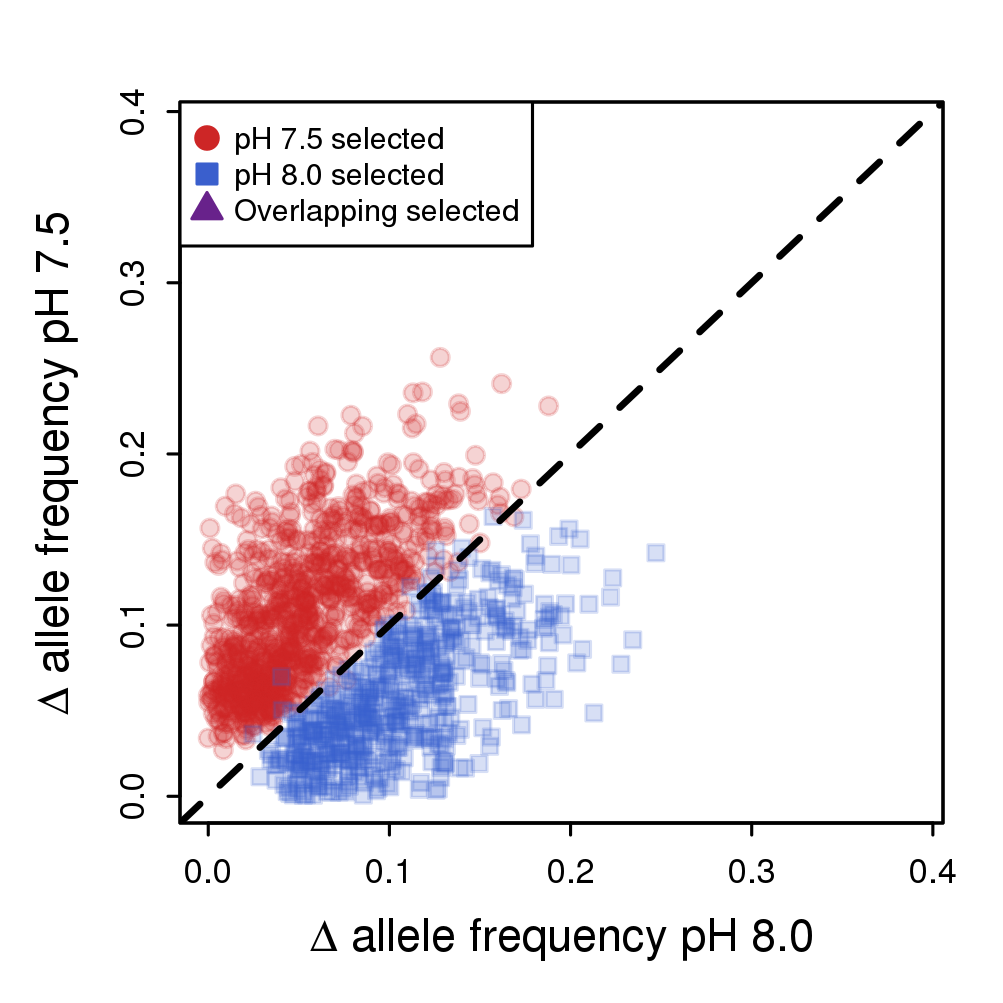 pH 7.5 selected
pH 8.0 selected
Overlapping selected
Δ allele frequency pH 7.5
0.4
0.3
0.2
0.1
0.0
0.0 0.1 0.2 0.3 0.4
Δ allele frequency pH 8.0